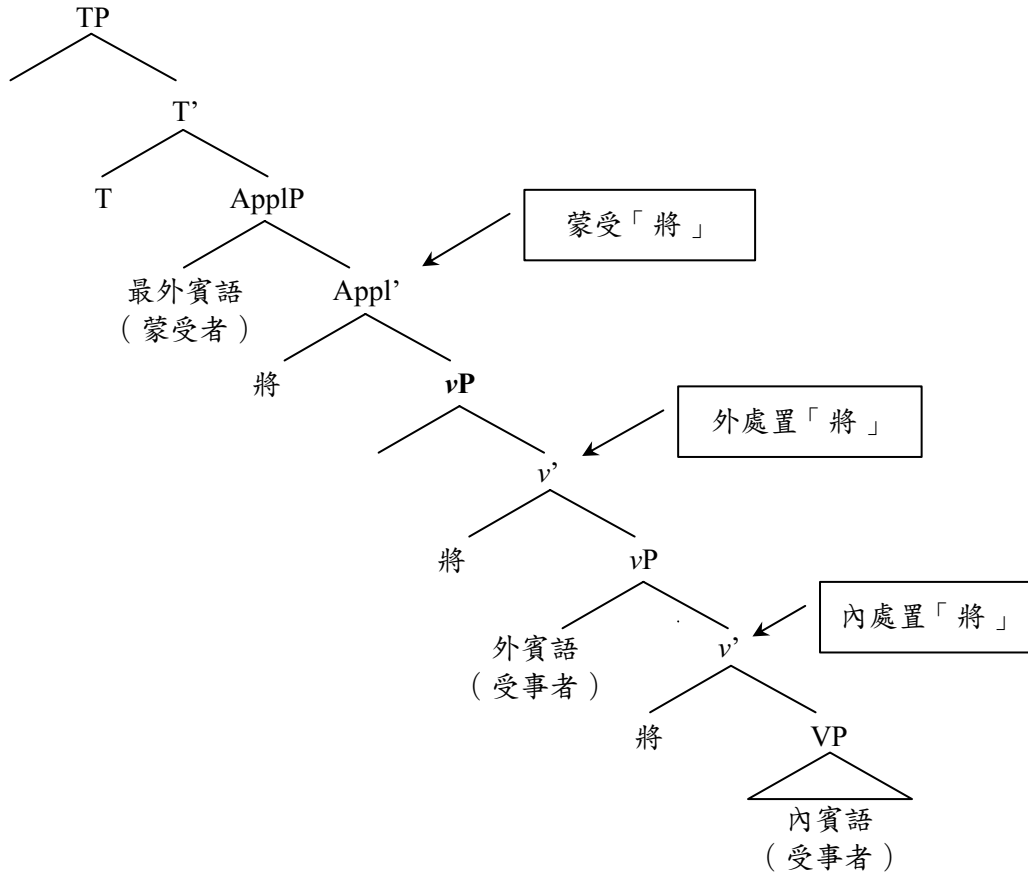 TP
T’
T
ApplP
蒙受「將」
最外賓語
（蒙受者）
Appl’
將
vP
外處置「將」
v’
將
vP
內處置「將」
外賓語
（受事者）
v’
將
VP
內賓語
（受事者）